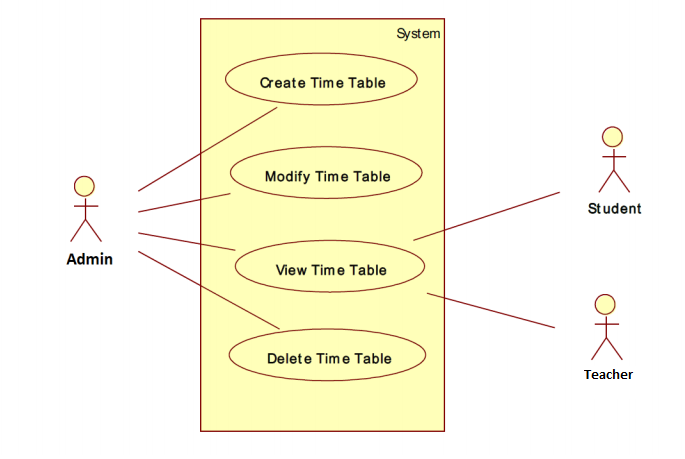 System
Create Time Table
Modify Time Table
Student
Admin
View Time Table
Delete Time Table
Teacher